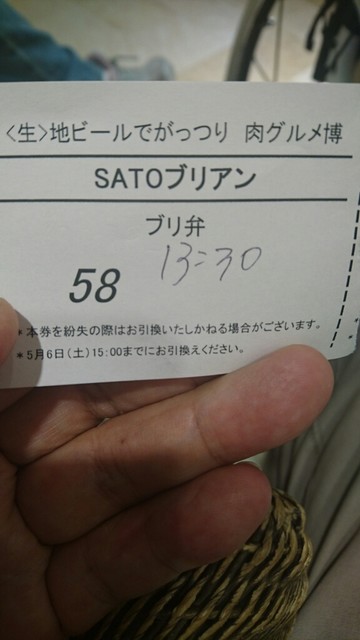 <生>地ビールでがっつり 肉グルメ博
SATOブリアン
ブリ弁
13:30
58
*本券を紛失の際はお引換いたしかねる場合がございます。
*5月6日(土)15:00までにお引換えください。